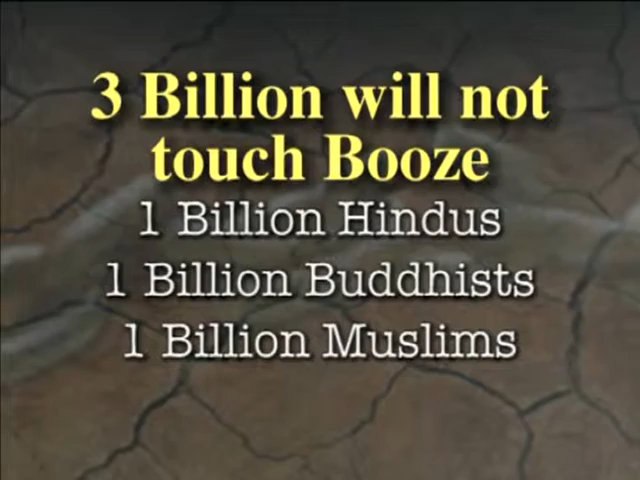 3 Billion will not
touch Booze
1 Billion Hindus
1 Billion Buddhists
1 Billion Muslims